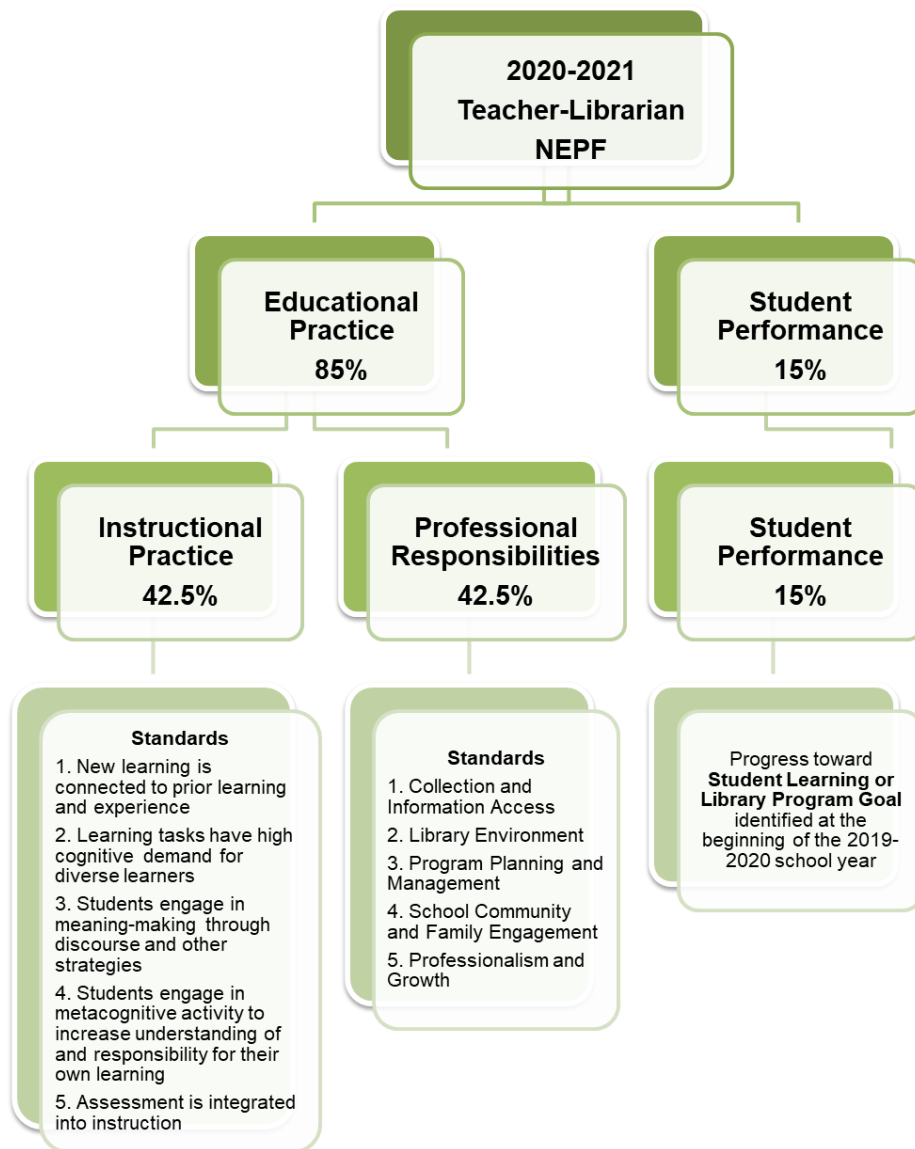 2020-2021
Teacher-Librarian
NEPF
Educational
Practice
85%
Student
Performance
15%
Instructional
Practice
42.5%
Professional
Responsibilities
42.5%
Student
Performance
15%
Standards
1. New learning is
connected to prior learning
and experience
2. Learning tasks have high
cognitive demand for
diverse learners
3. Students engage in
meaning-making through
discourse and other
strategies
4. Students engage in
metacognitive activity to
increase understanding of
and responsibility for their
own learning
5. Assessment is integrated
into instruction
Standards
1. Collection and
Information Access
2. Library Environment
3. Program Planning and
Management
4. School Community
and Family Engagement
5. Professionalism and
Growth
Progress toward
Student Learning or
Library Program Goal
identified at the
beginning of the 2019-
2020 school year